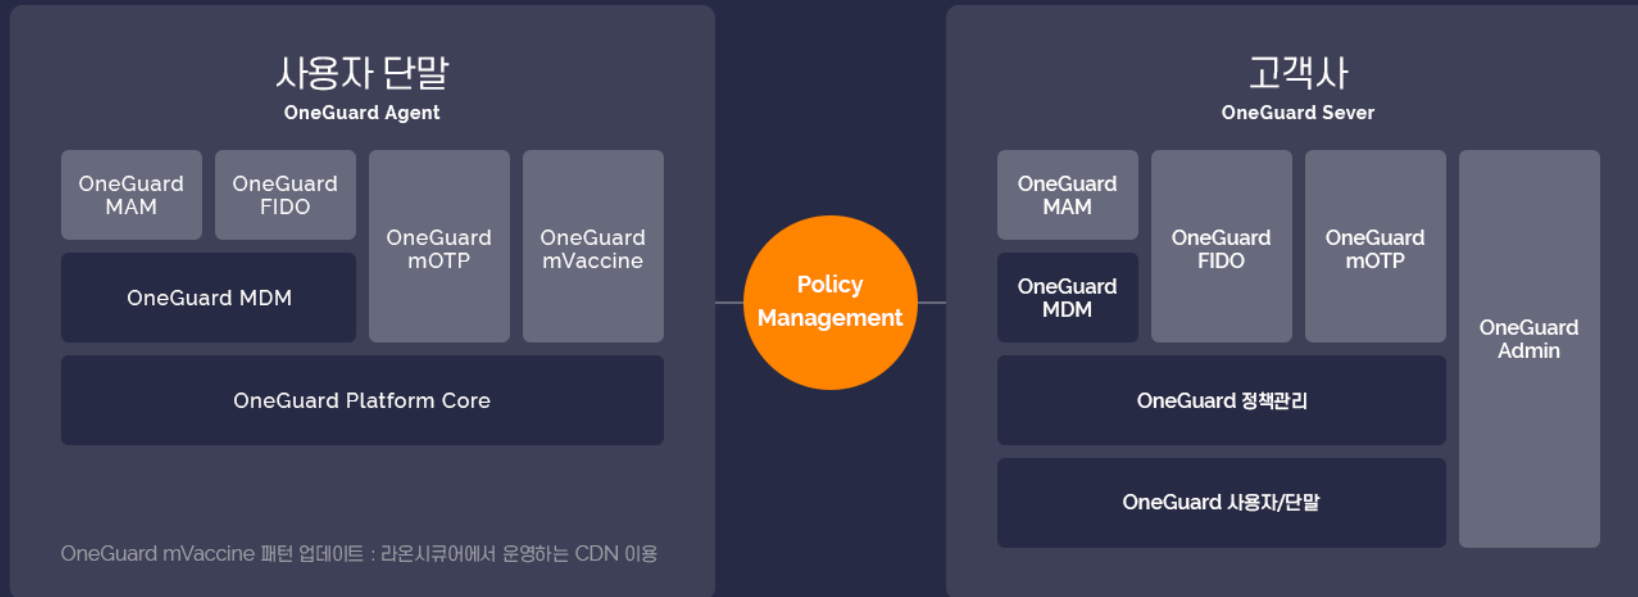 사용자 단말
OneGuard Agent
OneGuard
MAM
OneGuard
FIDO
OneGuard
mOTP
OneGuard
mVaccine
OneGuard MDM
OneGuard Platform Core
OneGuard mVaccine 패턴 업데이트 : 라온시큐어에서 운영하는 CDN 이용
Policy
Management
고객사
OneGuard Sever
OneGuard
MAM
OneGuard
MDM
OneGuard
FIDO
OneGuard
mOTP
OneGuard
Admin
OneGuard 정책관리
OneGuard 사용자/단말